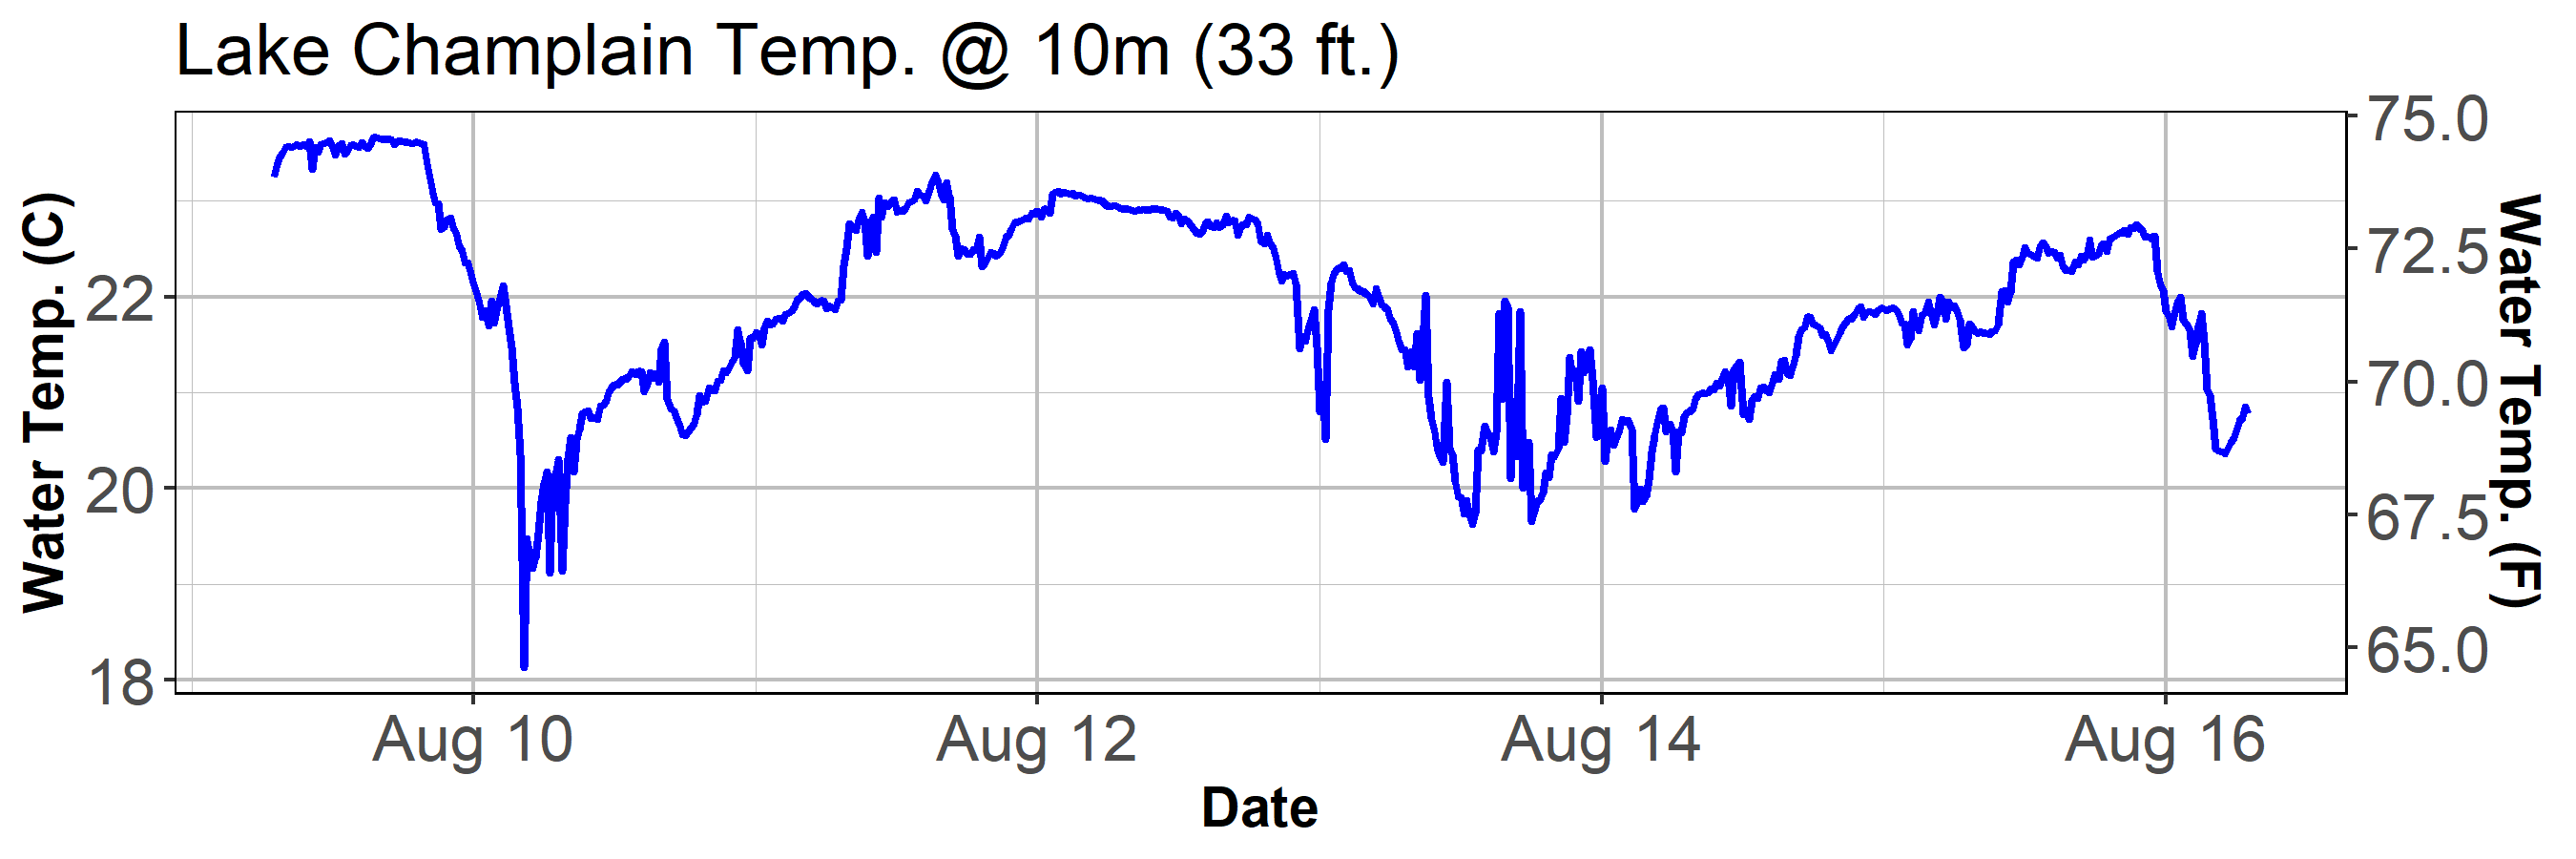 Lake Champlain Temp. @ 10m (33 ft.)
Water Temp. (C)
22
20
18
75.0
72.5
70.0
67.5
65.0
Water Temp. (F)
Aug 10 Aug 12 Aug 14 Aug 16
Date